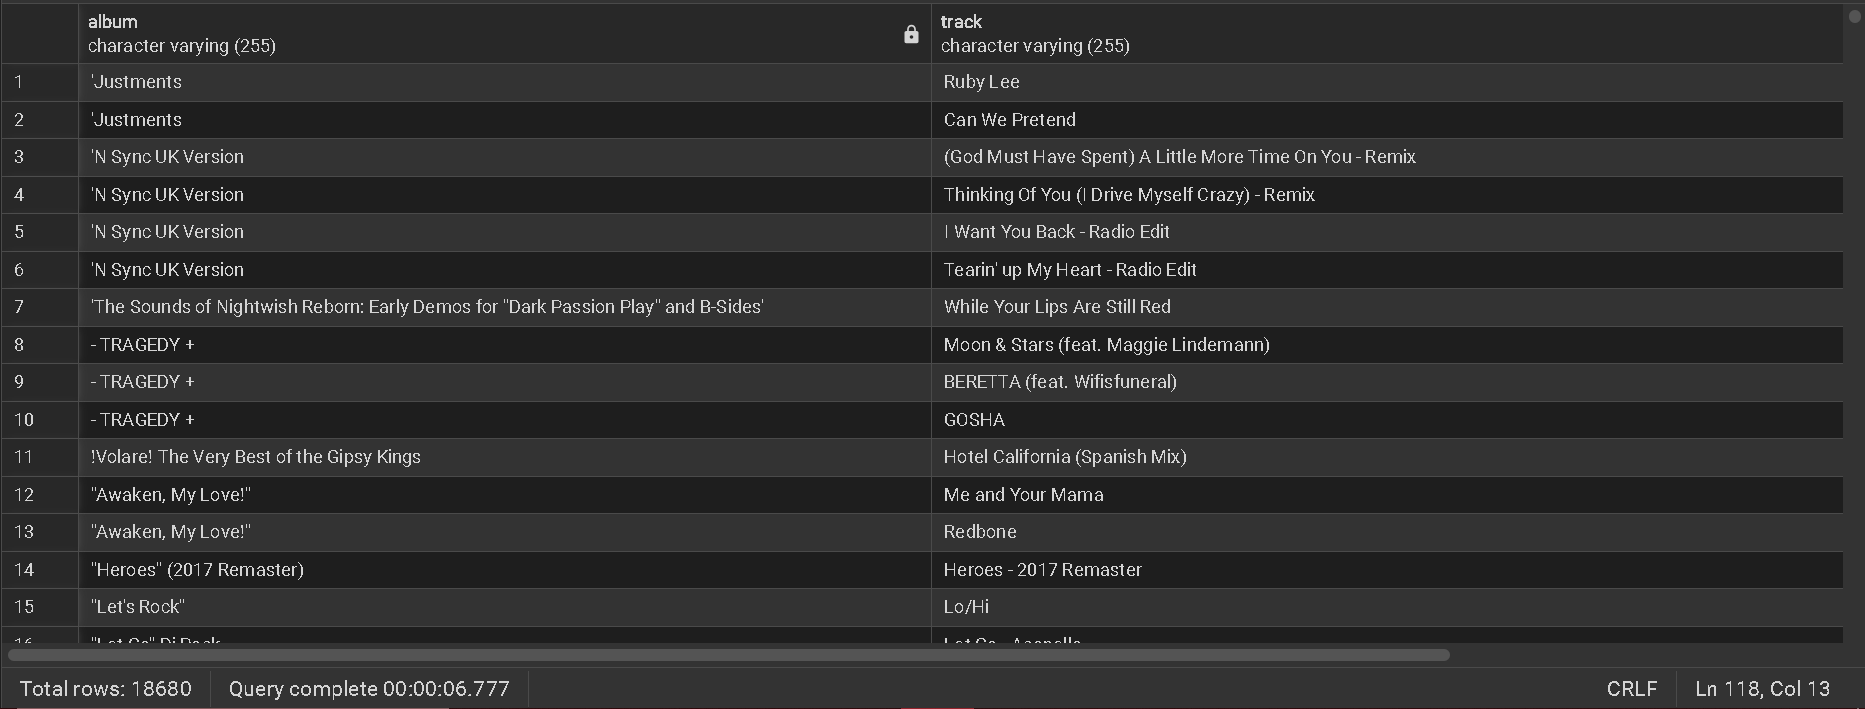 album track
character varying (255) character varying (255)
1 'Justments Ruby Lee
2 'Justments Can We Pretend
3 'N Sync UK Version (God Must Have Spent) A Little More Time On You - Remix
4 'N Sync UK Version Thinking Of You (I Drive Myself Crazy) - Remix
5 'N Sync UK Version I Want You Back - Radio Edit
6 'N Sync UK Version Tearin' up My Heart - Radio Edit
7 'The Sounds of Nightwish Reborn: Early Demos for "Dark Passion Play" and B-Sides' While Your Lips Are Still Red
8 - TRAGEDY + Moon & Stars (feat. Maggie Lindemann)
9 - TRAGEDY + BERETTA (feat. Wifisfuneral)
10 - TRAGEDY + GOSHA
11 !Volare! The Very Best of the Gipsy Kings Hotel California (Spanish Mix)
12 "Awaken, My Love!" Me and Your Mama
13 "Awaken, My Love!" Redbone
14 "Heroes" (2017 Remaster) Heroes - 2017 Remaster
15 "Let's Rock" Lo/Hi
16
Total rows: 18680 Query complete 00:00:06.777 CRLF Ln 118, Col 13